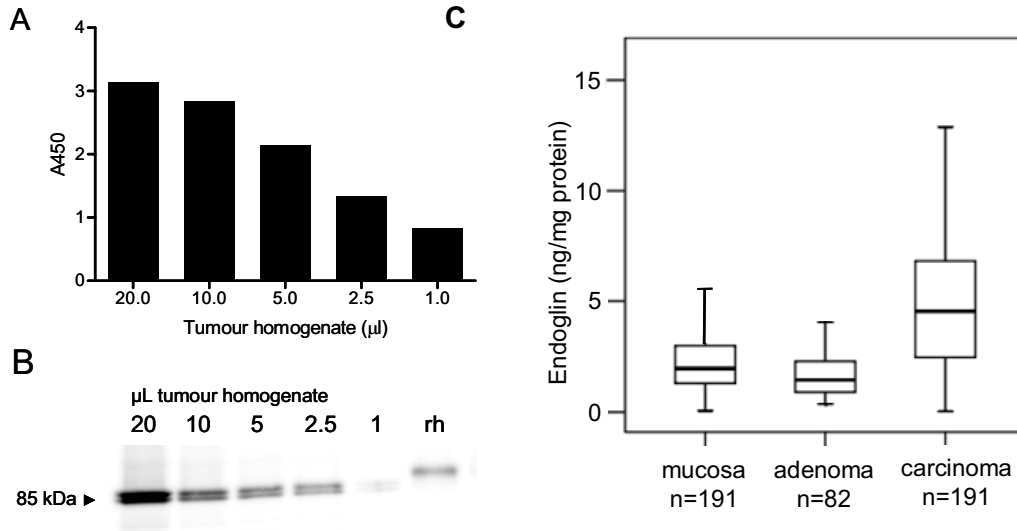 A
4
3
2
1
0
A450
20.0 10.0 5.0 2.5 1.0
Tumour homogenate (µl)
B
µL tumour homogenate
20 10 5 2.5 1 rh
85 kDa ►
C
15
10
5
0
Endoglin (ng/mg protein)
mucosa adenoma carcinoma
n=191 n=82 n=191